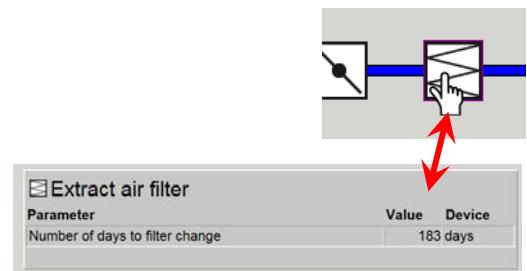 Extract air filter
Parameter Value Device
Number of days to filter change 183 days